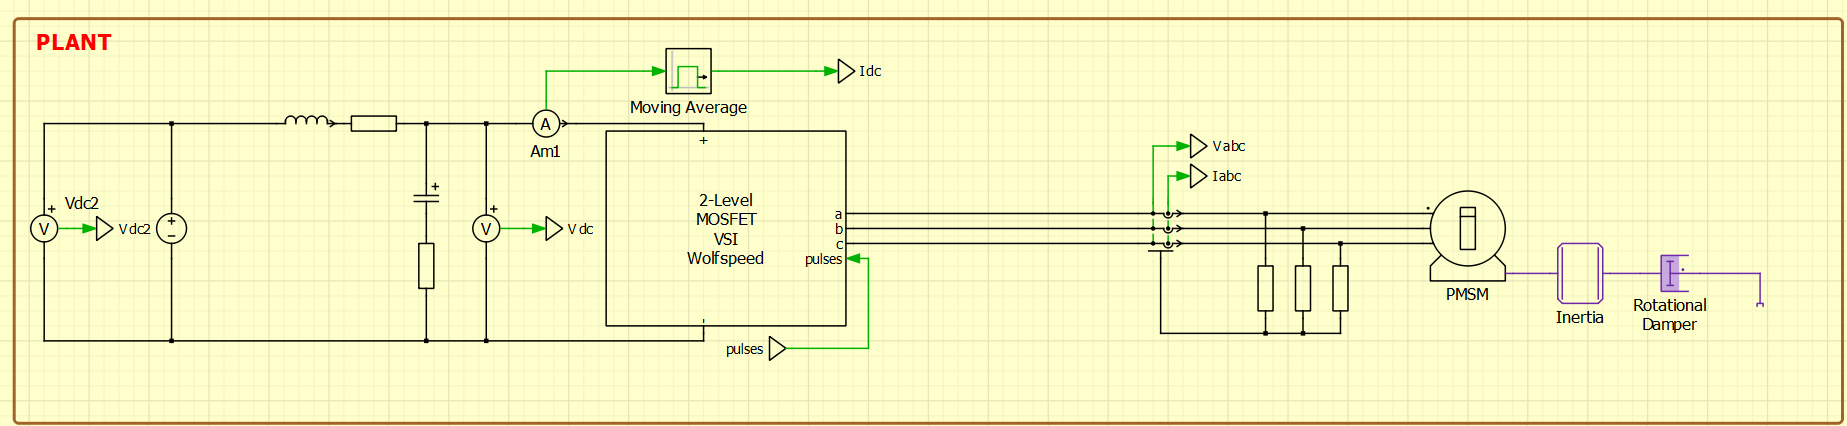 PLANT
Idc
Moving Average
A
Am1
+
Vabc
Iabc
+
Vdc2
V
Vdc2
+
−
+
V
Vdc
2-Level
MOSFET
VSI
Wolfspeed
a
b
c
pulses
+
-
pulses
PMSM
Inertia
Rotational
Damper